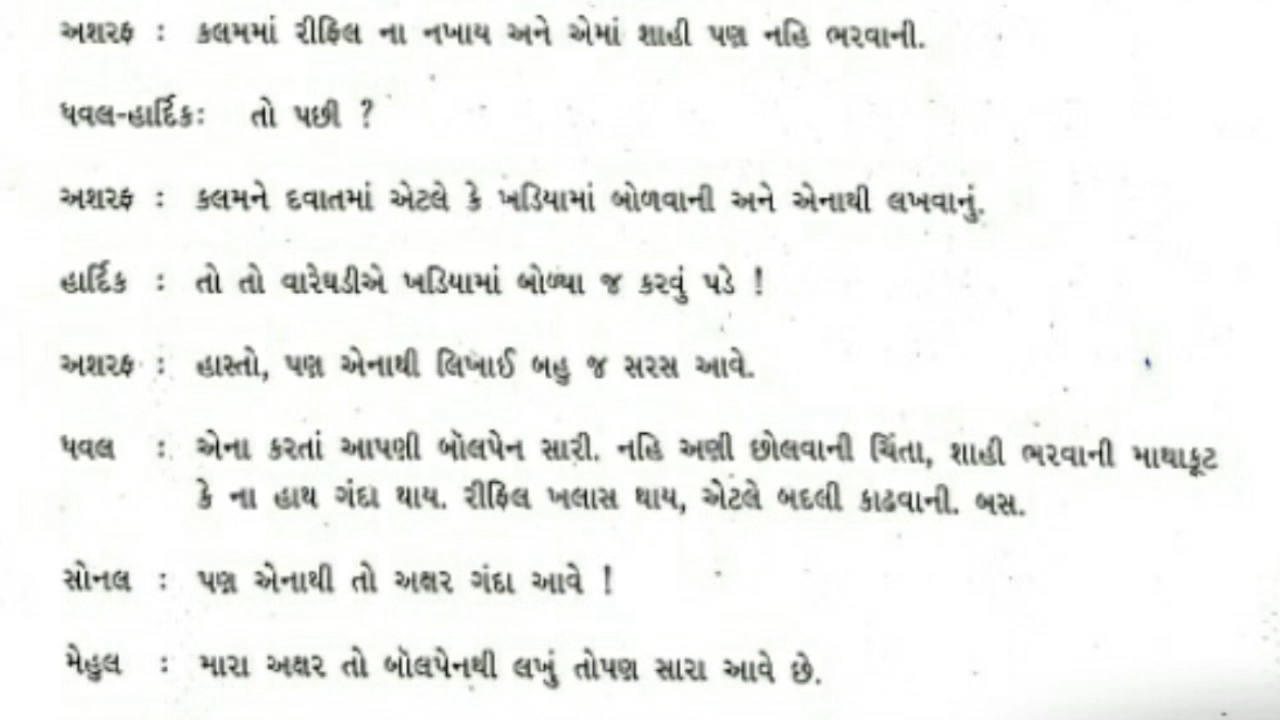 અશરફ : કલમમાં રીફિલ ના નખાય અને એમાં શાહી પણ નહિ ભરવાની.
ધવલ-હાર્દિક: તો પછી ?
અશરફ : કલમને દવાતમાં એટલે કે ખડિયામાં બોળવાની અને એનાથી લખવાનું.
હાર્દિક : તો તો વારેઘડીએ ખડિયામાં બોળ્યા જ કરવું પડે !
અશરફ : હાસ્તો, પણ એનાથી લિખાઈ બહુ જ સરસ આવે.
ધવલ : એના કરતાં આપણી બૉલપેન સારી. નહિ અણી છોલવાની ચિંતા, શાહી ભરવાની માથાકૂટ
કે ના હાથ ગંદા થાય. રીફિલ ખલાસ થાય, એટલે બદલી કાઢવાની. બસ.
સોનલ : પણ એનાથી તો અક્ષર ગંદા આવે !
મેહુલ : મારા અક્ષર તો બૉલપેનથી લખું તોપણ સારા આવે છે.